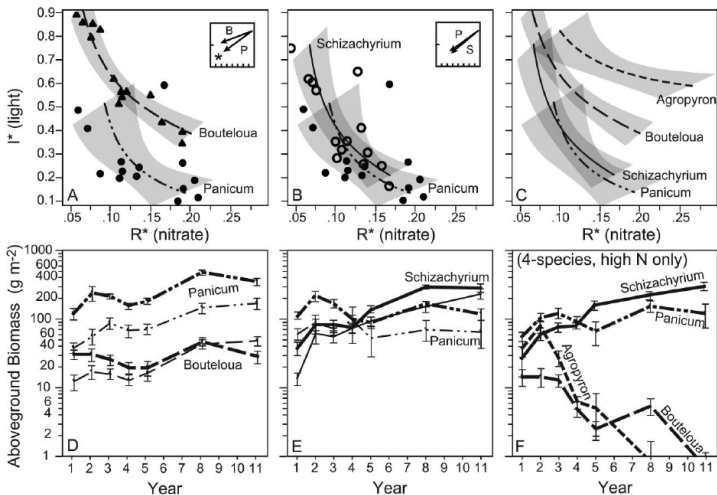 0.9
0.8
0.7
0.6
0.5
0.4
0.3
0.2
0.1
I* (light)
B
P
*
Bouteloua
Panicum
A
.05 .10 .15 .20 .25
R* (nitrate)
P
S
Schizachyrium
Panicum
B
.05 .10 .15 .20 .25
R* (nitrate)
Agropyron
Bouteloua
Schizachyrium
Panicum
C
.05 .10 .15 .20 .25
R* (nitrate)
1000
400
200
100
60
40
20
10
6
4
2
1
Aboveground Biomass (g m-2)
Panicum
Bouteloua
D
1 2 3 4 5 6 7 8 9 10 11
Year
Schizachyrium
Panicum
E
1 2 3 4 5 6 7 8 9 10 11
Year
(4-species, high N only)
Schizachyrium
Panicum
Agropyron
Bouteloua
F
1 2 3 4 5 6 7 8 9 10 11
Year